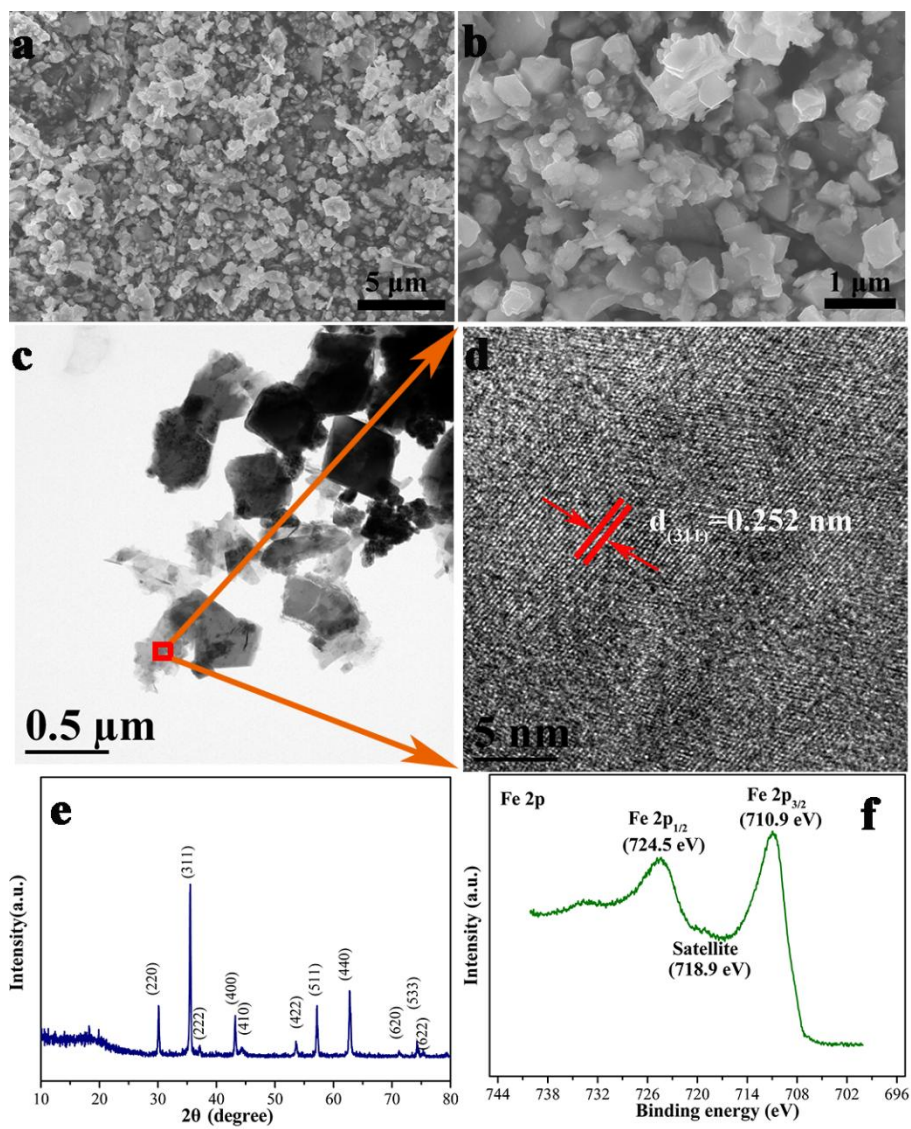 a
b
5 µm
1 µm
c
d
d(311)=0.252 nm
0.5 µm
5 nm
e
(311)
(220)
(222)
(400)
(410)
(422)
(511)
(440)
(620)
(533)
(622)
Intensity(a.u.)
10 20 30 40 50 60 70 80
2θ (degree)
f
Fe 2p
Fe 2p3/2
(710.9 eV)
Fe 2p1/2
(724.5 eV)
Satellite
(718.9 eV)
Intensity (a.u.)
744 738 732 726 720 714 708 702 696
Binding energy (eV)